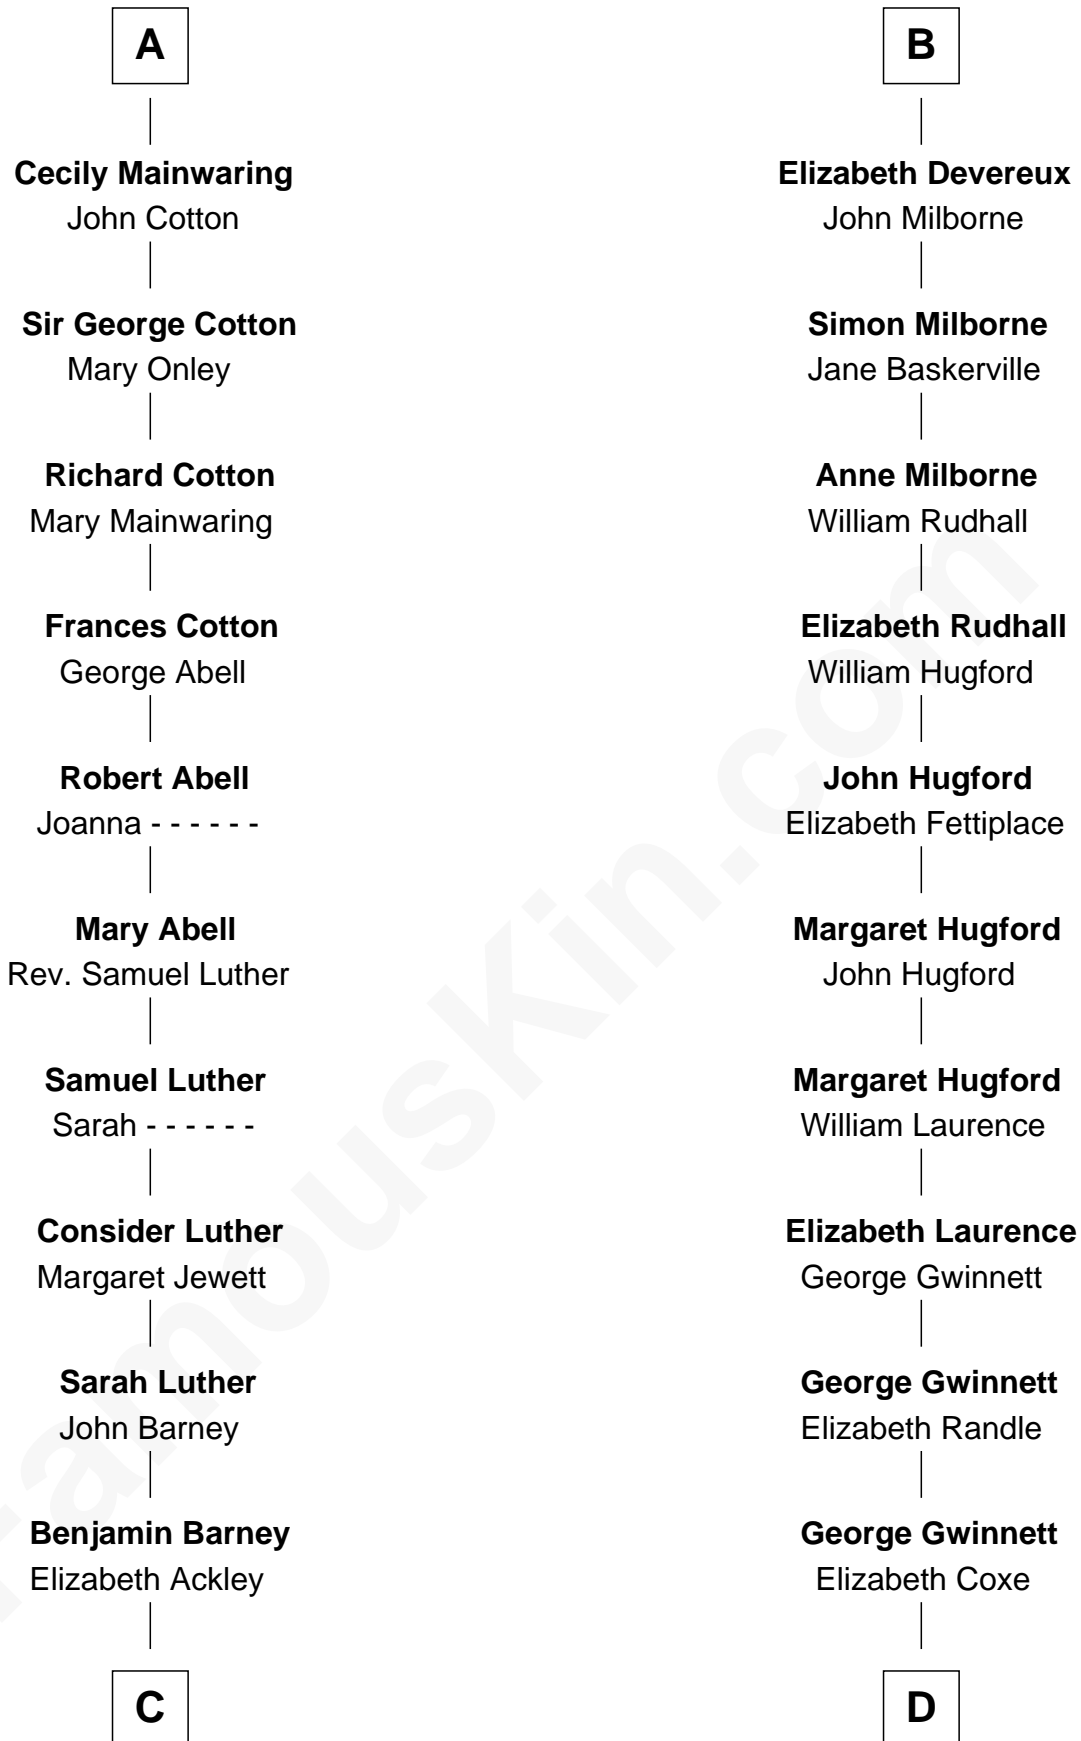 A
Cecily Mainwaring
John Cotton
Sir George Cotton
Mary Onley
Richard Cotton
Mary Mainwaring
Frances Cotton
George Abell
Robert Abell
Joanna - - - - - -
Mary Abell
Rev. Samuel Luther
Samuel Luther
Sarah - - - - - -
Consider Luther
Margaret Jewett
Sarah Luther
John Barney
Benjamin Barney
Elizabeth Ackley
C
B
Elizabeth Devereux
John Milborne
Simon Milborne
Jane Baskerville
Anne Milborne
William Rudhall
Elizabeth Rudhall
William Hugford
John Hugford
Elizabeth Fettiplace
Margaret Hugford
John Hugford
Margaret Hugford
William Laurence
Elizabeth Laurence
George Gwinnett
George Gwinnett
Elizabeth Randle
George Gwinnett
Elizabeth Coxe
D
FamousKin.com